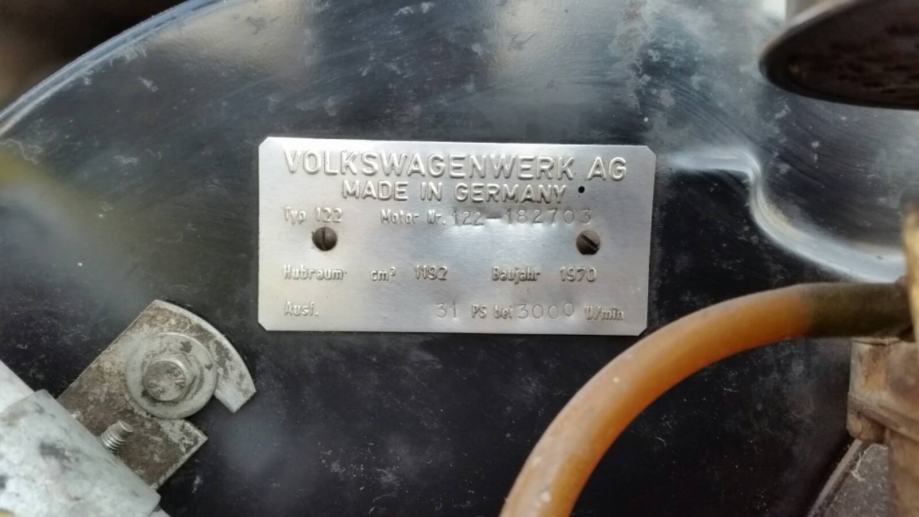 VOLKSWAGENWERK AG
MADE IN GERMANY
Typ 122 Motor Nr. 122-182703
Hubraum cm³ 1192 Baujahr 1970
Ausf. 31 PS bei 3000 U/min